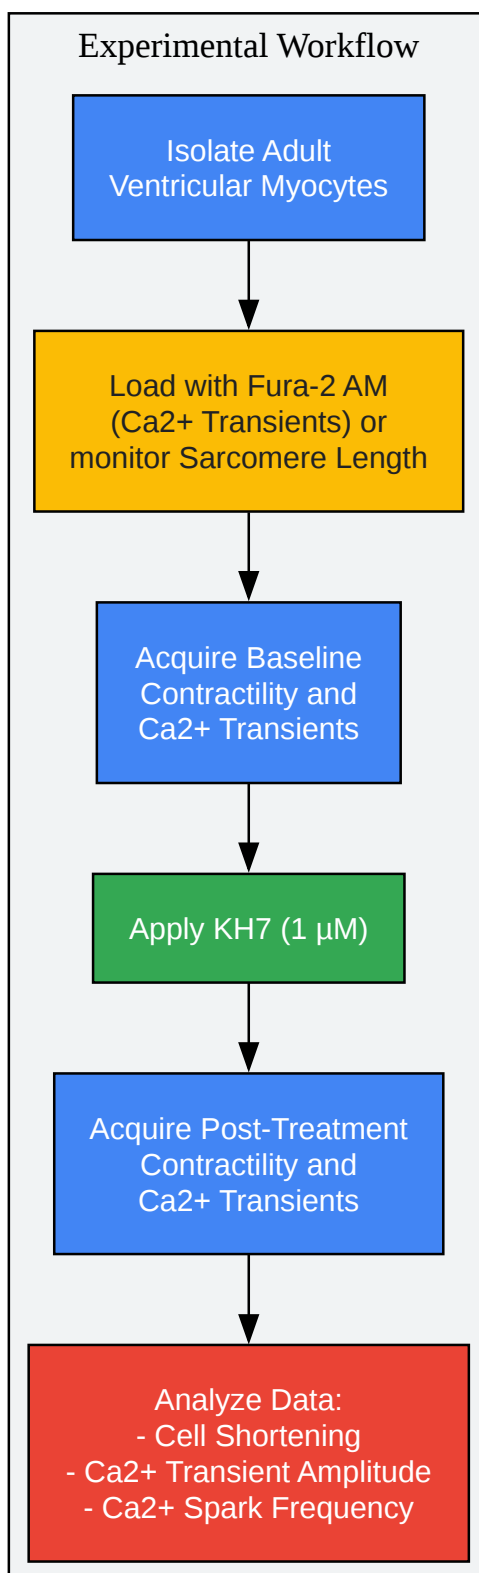 Experimental Workflow
Isolate Adult
Ventricular Myocytes
Load with Fura-2 AM
(Ca2+ Transients) or
monitor Sarcomere Length
Acquire Baseline
Contractility and
Ca2+ Transients
Apply KH7 (1 µM)
Acquire Post-Treatment
Contractility and
Ca2+ Transients
Analyze Data:
- Cell Shortening
- Ca2+ Transient Amplitude
- Ca2+ Spark Frequency